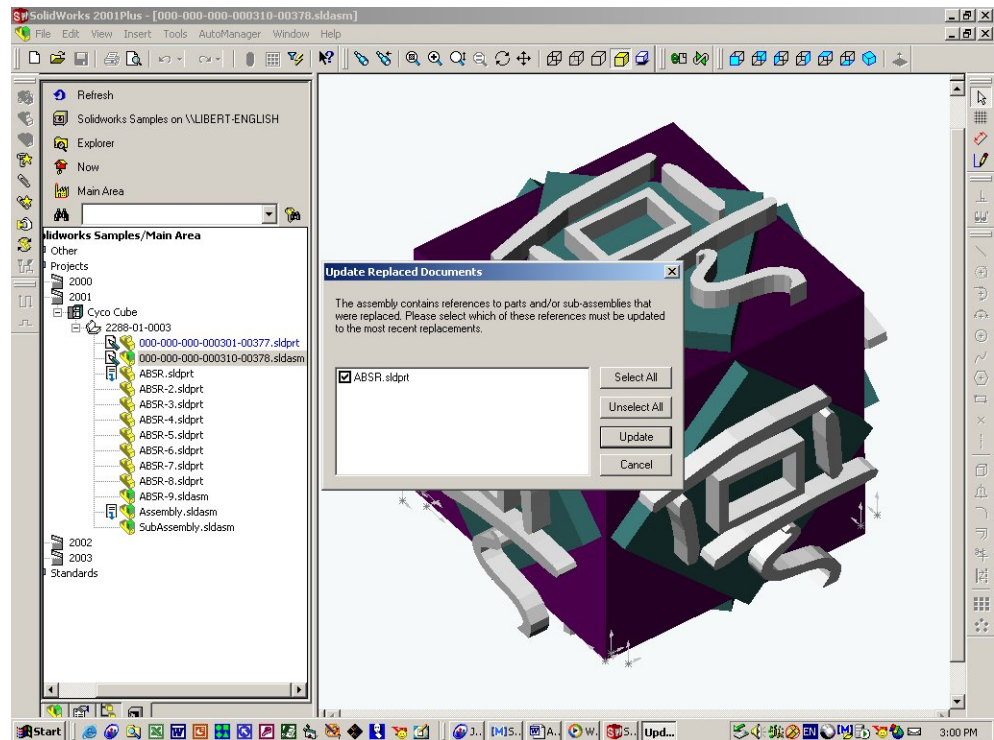 SolidWorks 2001Plus - [000-000-000-000310-00378.sldasm]
File Edit View Insert Tools AutoManager Window Help
Refresh
Solidworks Samples on \\LIBERT-ENGLISH
Explorer
Now
Main Area
lidworks Samples/Main Area
Other
Projects
2000
2001
Cyco Cube
2288-01-0003
000-000-000-000301-00377.sldprt
000-000-000-000310-00378.sldasm
ABSR.sldprt
ABSR-2.sldprt
ABSR-3.sldprt
ABSR-4.sldprt
ABSR-5.sldprt
ABSR-6.sldprt
ABSR-7.sldprt
ABSR-8.sldprt
ABSR-9.sldasm
Assembly.sldasm
SubAssembly.sldasm
2002
2003
Standards
Update Replaced Documents
The assembly contains references to parts and/or sub-assemblies that
were replaced. Please select which of these references must be updated
to the most recent replacements.
ABSR.sldprt
Select All
Unselect All
Update
Cancel
Start J.. [M]S.. A.. W.. S.. Upd... EN 3:00 PM